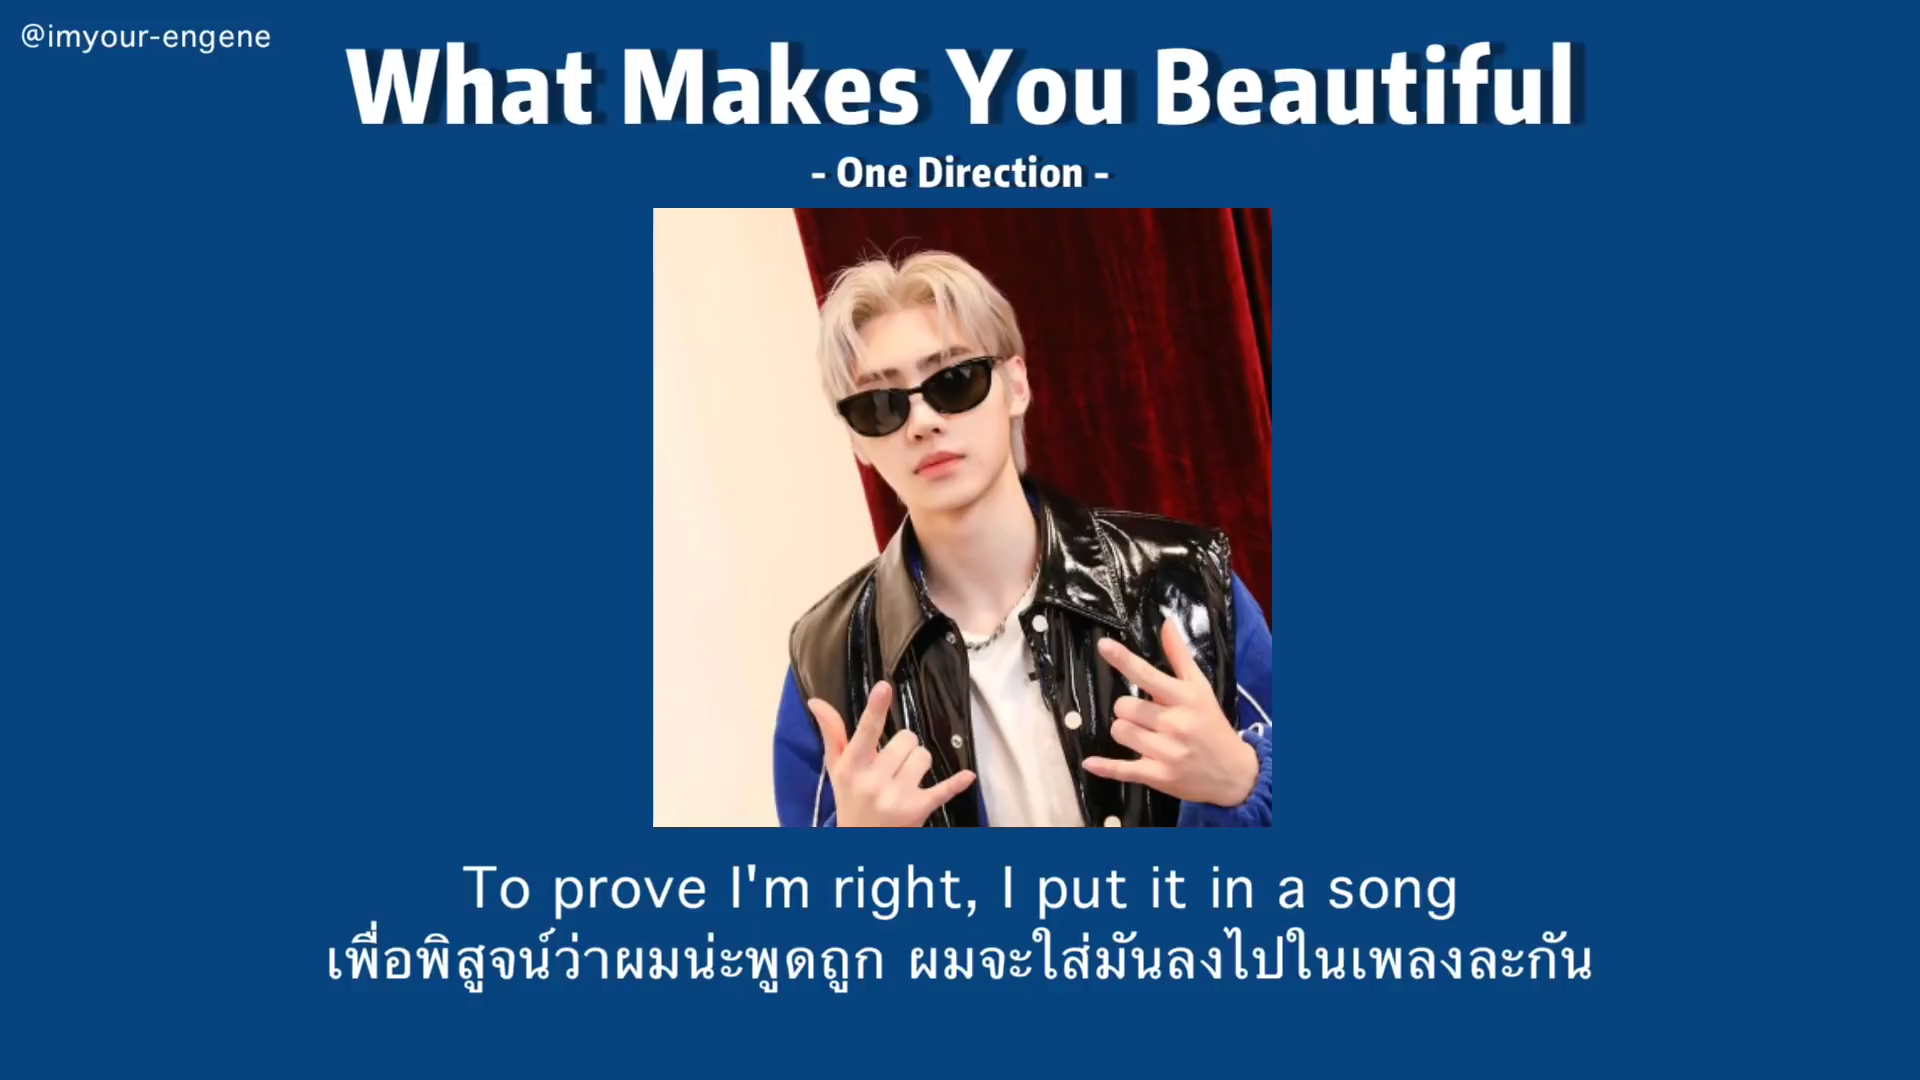 @imyour-engene
What Makes You Beautiful
- One Direction -
To prove I'm right, I put it in a song
เพื่อพิสูจน์ว่าผมน่ะพูดถูก ผมจะใส่มันลงไปในเพลงละกัน